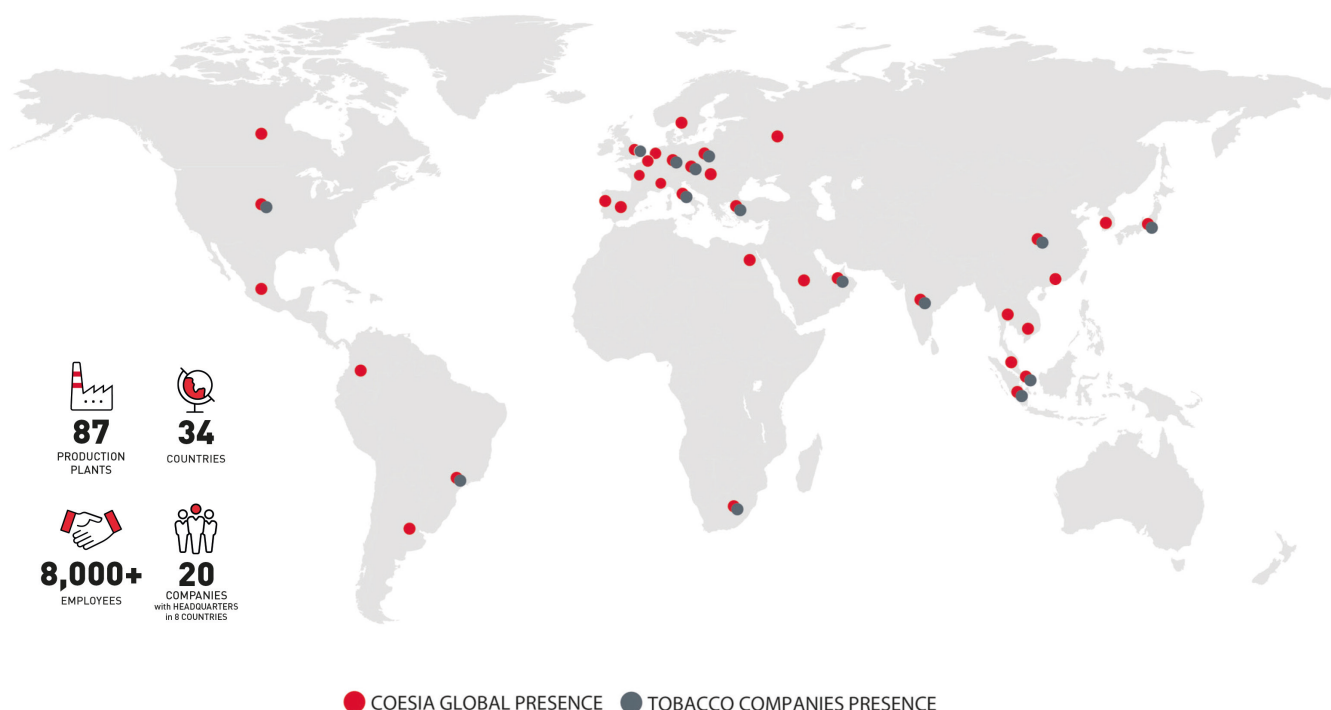 87
PRODUCTION
PLANTS
34
COUNTRIES
8,000+
EMPLOYEES
20
COMPANIES
with HEADQUARTERS
in 8 COUNTRIES
COESIA GLOBAL PRESENCE
TOBACCO COMPANIES PRESENCE